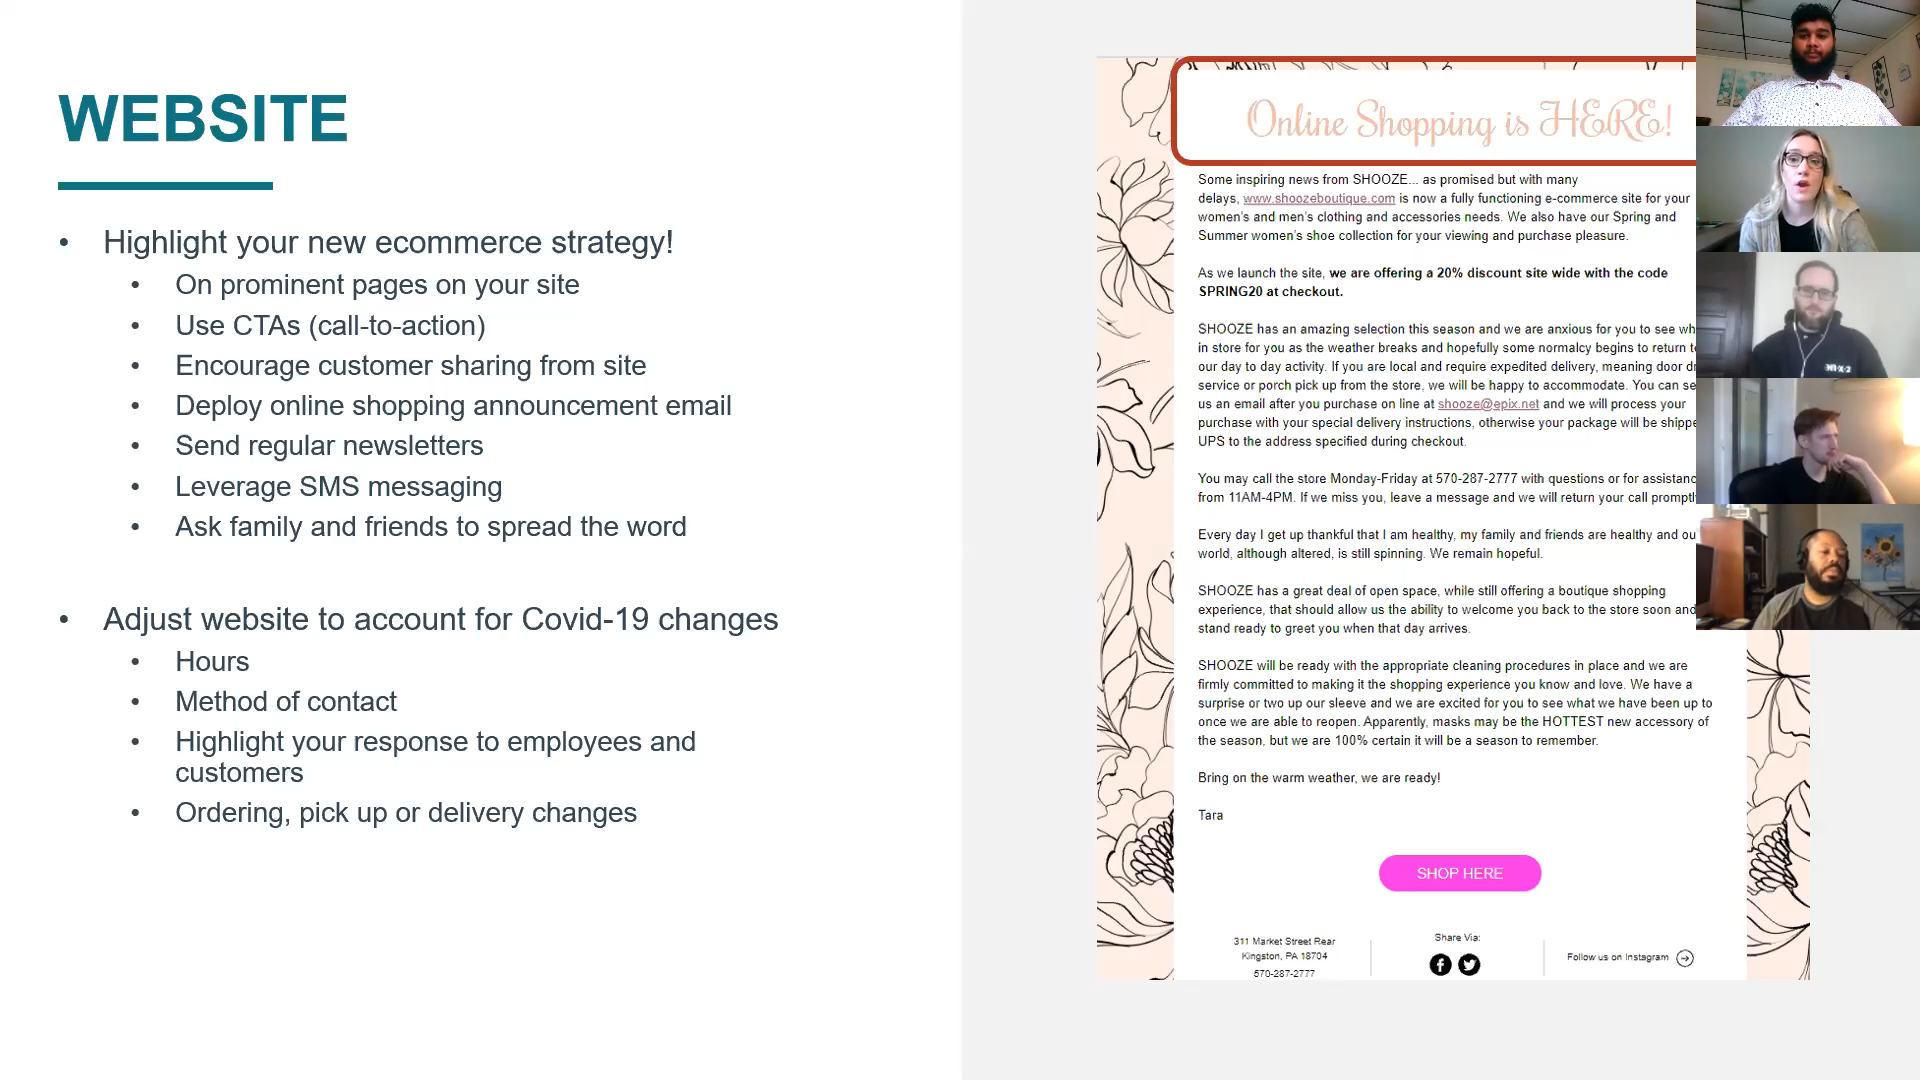 WEBSITE
• Highlight your new ecommerce strategy!
• On prominent pages on your site
• Use CTAs (call-to-action)
• Encourage customer sharing from site
• Deploy online shopping announcement email
• Send regular newsletters
• Leverage SMS messaging
• Ask family and friends to spread the word
• Adjust website to account for Covid-19 changes
• Hours
• Method of contact
• Highlight your response to employees and
customers
• Ordering, pick up or delivery changes
Online Shopping is HERE!
Some inspiring news from SHOOZE... as promised but with many
delays, www.shoozeboutique.com is now a fully functioning e-commerce site for your
women's and men's clothing and accessories needs. We also have our Spring and
Summer women's shoe collection for your viewing and purchase pleasure.
As we launch the site, we are offering a 20% discount site wide with the code
SPRING20 at checkout.
SHOOZE has an amazing selection this season and we are anxious for you to see
in store for you as the weather breaks and hopefully some normalcy begins to return
our day to day activity. If you are local and require expedited delivery, meaning door
service or porch pick up from the store, we will be happy to accommodate. You can
us an email after you purchase on line at shooze@epix.net and we will process your
purchase with your special delivery instructions, otherwise your package will be
UPS to the address specified during checkout.
You may call the store Monday-Friday at 570-287-2777 with questions or for
from 11AM-4PM. If we miss you, leave a message and we will return your call
Every day I get up thankful that I am healthy, my family and friends are healthy and
world, although altered, is still spinning. We remain hopeful.
SHOOZE has a great deal of open space, while still offering a boutique shopping
experience, that should allow us the ability to welcome you back to the store soon and
stand ready to greet you when that day arrives.
SHOOZE will be ready with the appropriate cleaning procedures in place and we are
firmly committed to making it the shopping experience you know and love. We have a
surprise or two up our sleeve and we are excited for you to see what we have been up to
once we are able to reopen. Apparently, masks may be the HOTTEST new accessory of
the season, but we are 100% certain it will be a season to remember.
Bring on the warm weather, we are ready!
Tara
SHOP HERE
311 Market Street Rear
Kingston, PA 18704
570-287-2777
Share Via:
Follow us on Instagram